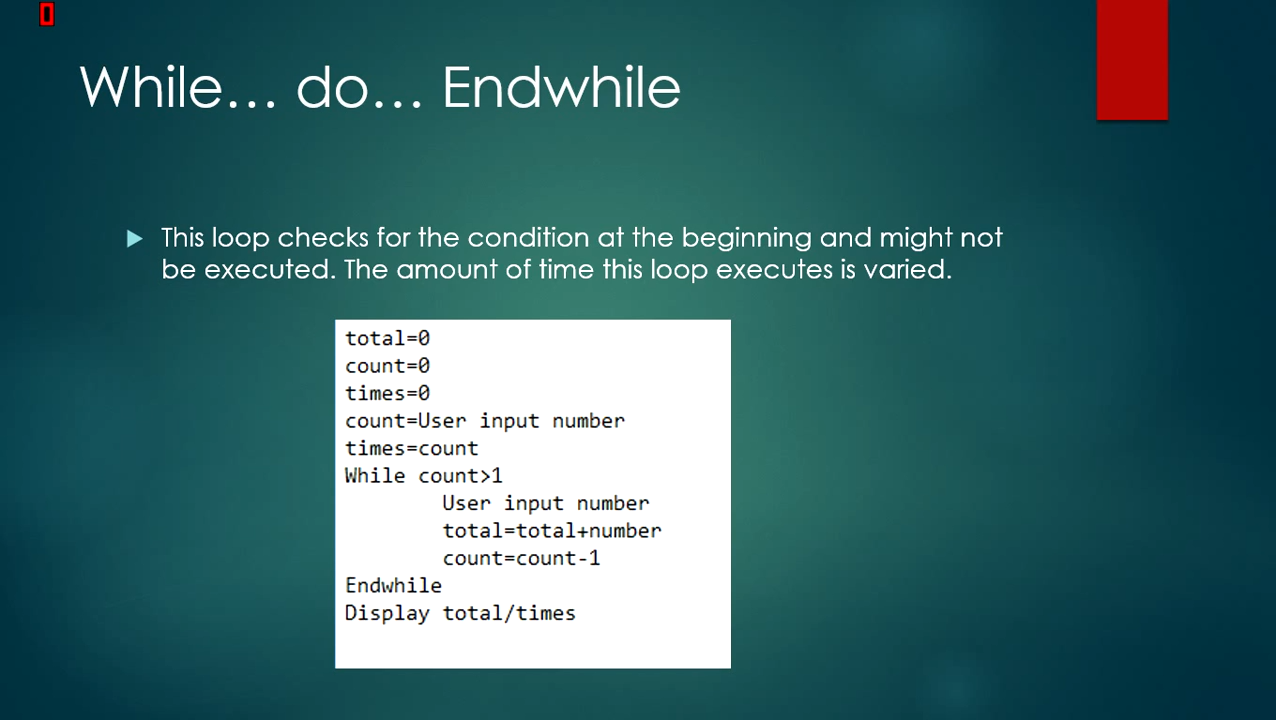 0
While… do… Endwhile
This loop checks for the condition at the beginning and might not
be executed. The amount of time this loop executes is varied.
total=0
count=0
times=0
count=User input number
times=count
While count>1
User input number
total=total+number
count=count-1
Endwhile
Display total/times